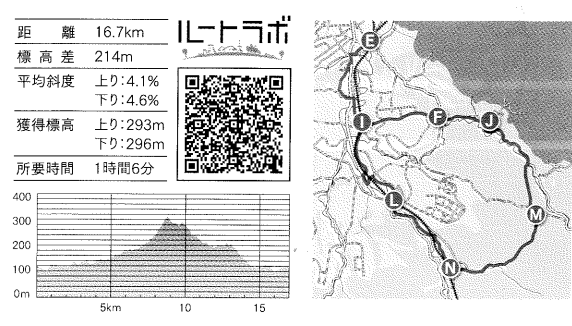 距 離 16.7km
ルートラボ
標高差 214m
平均斜度 上り:4.1%
下り:4.6%
獲得標高 上り:293m
下り:296m
所要時間 1時間6分
400
300
200
100
0m
5km 10 15
E
I F J
L
M
N